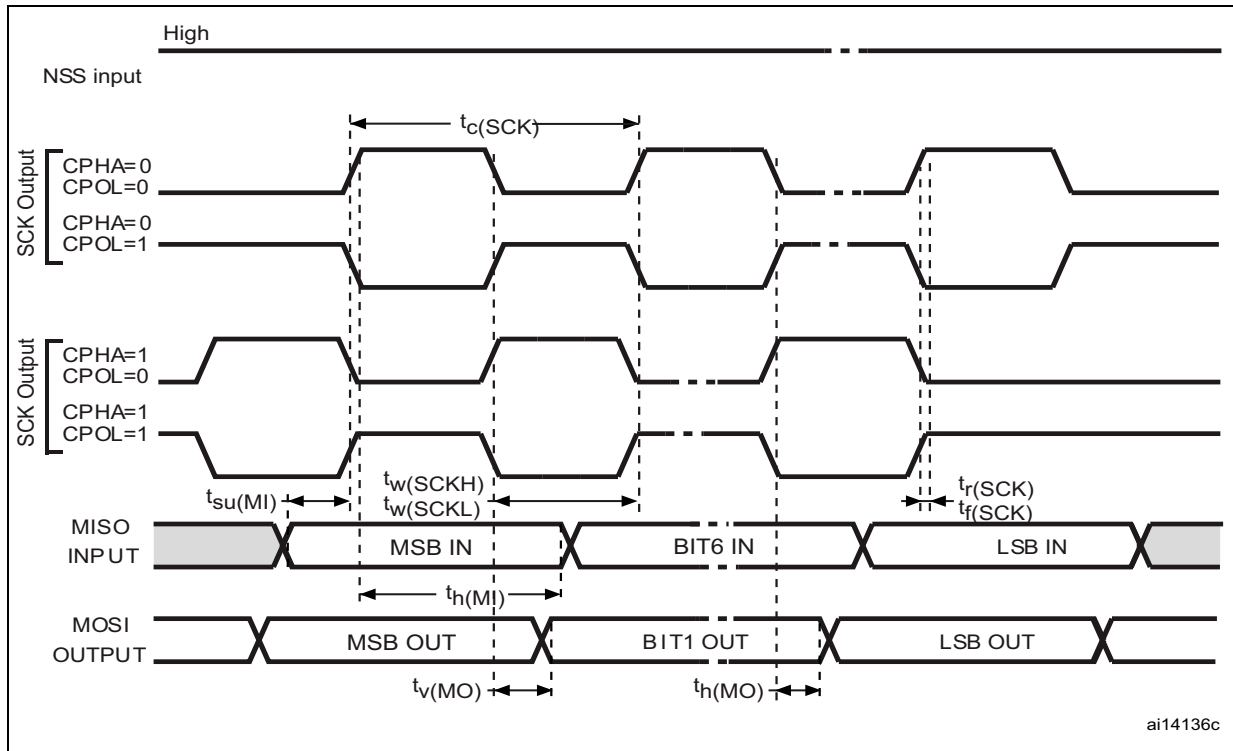 High
NSS input
tc(SCK)
SCK Output
CPHA=0
CPOL=0
CPHA=0
CPOL=1
SCK Output
CPHA=1
CPOL=0
CPHA=1
CPOL=1
tsu(MI)
tw(SCKH)
tw(SCKL)
tr(SCK)
tf(SCK)
MISO
INPUT
MSB IN
BIT6 IN
LSB IN
th(MI)
MOSI
OUTPUT
MSB OUT
BIT1 OUT
LSB OUT
tv(MO)
th(MO)
ai14136c